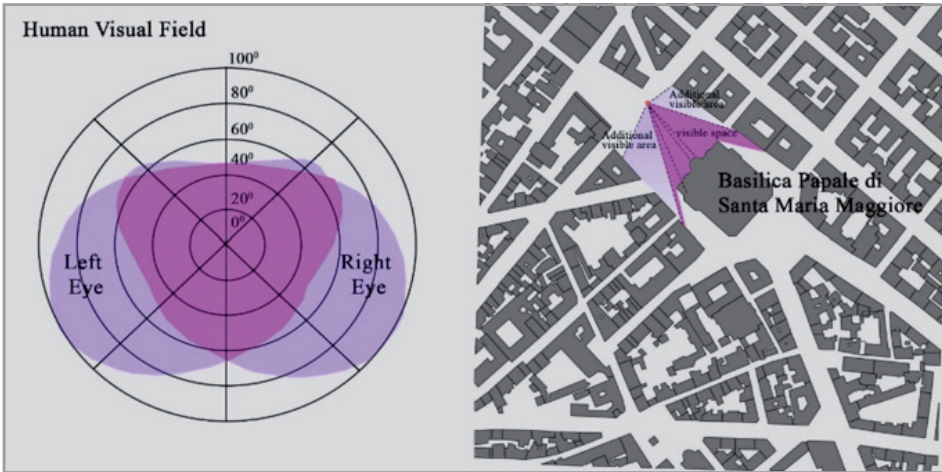 Human Visual Field
100⁰
80⁰
60⁰
40⁰
20⁰
0⁰
Left
Eye
Right
Eye
Additional
visible area
Additional
visible area
visible space
Basilica Papale di
Santa Maria Maggiore